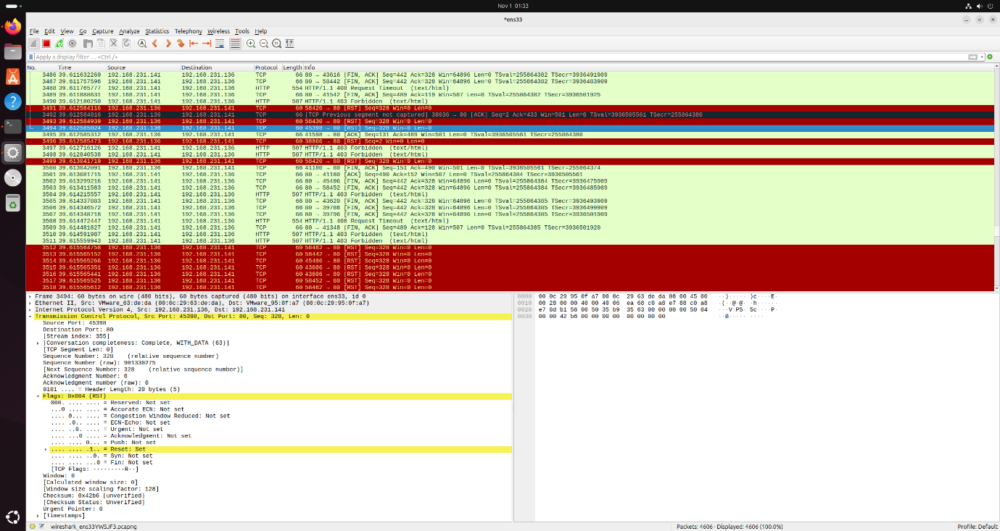 Nov 1 01:33
*ens33
File Edit View Go Capture Analyze Statistics Telephony Wireless Tools Help
Apply a display filter ... <Ctrl-/>
No. Time Source Destination Protocol Length Info
3486 39.611632269 192.168.231.141 192.168.231.136 TCP 66 80 → 43616 [FIN, ACK] Seq=442 Ack=328 Win=64896 Len=0 TSval=255864382 TSecr=3936491909
3487 39.611757596 192.168.231.141 192.168.231.136 TCP 66 80 → 58442 [FIN, ACK] Seq=442 Ack=328 Win=64896 Len=0 TSval=255864382 TSecr=3936483909
3488 39.611765777 192.168.231.141 192.168.231.136 HTTP 554 HTTP/1.1 408 Request Timeout (text/html)
3489 39.611888631 192.168.231.141 192.168.231.136 TCP 66 80 → 41542 [FIN, ACK] Seq=489 Ack=119 Win=507 Len=0 TSval=255864382 TSecr=3936501925
3490 39.612180250 192.168.231.141 192.168.231.136 HTTP 507 HTTP/1.1 403 Forbidden (text/html)
3491 39.612584116 192.168.231.136 192.168.231.141 TCP 60 58420 → 80 [RST] Seq=328 Win=0 Len=0
3492 39.612584816 192.168.231.136 192.168.231.141 TCP 66 [TCP Previous segment not captured] 38036 → 80 [ACK] Seq=2 Ack=433 Win=501 Len=0 TSval=3936505561 TSecr=255864380
3493 39.612584939 192.168.231.136 192.168.231.141 TCP 60 58430 → 80 [RST] Seq=328 Win=0 Len=0
3494 39.612585024 192.168.231.136 192.168.231.141 TCP 60 45398 → 80 [RST] Seq=328 Win=0 Len=0
3495 39.612585312 192.168.231.136 192.168.231.141 TCP 66 41598 → 80 [ACK] Seq=131 Ack=489 Win=501 Len=0 TSval=3936505561 TSecr=255864380
3496 39.612585473 192.168.231.136 192.168.231.141 TCP 60 38866 → 80 [RST] Seq=2 Win=0 Len=0
3497 39.612716126 192.168.231.141 192.168.231.136 HTTP 507 HTTP/1.1 403 Forbidden (text/html)
3498 39.612840538 192.168.231.141 192.168.231.136 HTTP 507 HTTP/1.1 403 Forbidden (text/html)
3499 39.613041719 192.168.231.136 192.168.231.141 TCP 60 58420 → 80 [RST] Seq=328 Win=0 Len=0
3500 39.613042091 192.168.231.136 192.168.231.141 TCP 66 41180 → 80 [FIN, ACK] Seq=151 Ack=490 Win=501 Len=0 TSval=3936505561 TSecr=255864374
3501 39.613081715 192.168.231.141 192.168.231.136 TCP 66 80 → 41180 [ACK] Seq=490 Ack=152 Win=507 Len=0 TSval=255864384 TSecr=3936505561
3502 39.613299216 192.168.231.141 192.168.231.136 TCP 66 80 → 45406 [FIN, ACK] Seq=442 Ack=328 Win=64896 Len=0 TSval=255864384 TSecr=3936475909
3503 39.613411583 192.168.231.141 192.168.231.136 TCP 66 80 → 58452 [FIN, ACK] Seq=442 Ack=328 Win=64896 Len=0 TSval=255864384 TSecr=3936485909
3504 39.614215557 192.168.231.141 192.168.231.136 HTTP 507 HTTP/1.1 403 Forbidden (text/html)
3505 39.614337883 192.168.231.141 192.168.231.136 TCP 66 80 → 43620 [FIN, ACK] Seq=442 Ack=328 Win=64896 Len=0 TSval=255864385 TSecr=3936493909
3506 39.614346572 192.168.231.141 192.168.231.136 TCP 66 80 → 39786 [FIN, ACK] Seq=442 Ack=328 Win=64896 Len=0 TSval=255864385 TSecr=3936499909
3507 39.614348718 192.168.231.141 192.168.231.136 TCP 66 80 → 39796 [FIN, ACK] Seq=442 Ack=328 Win=64896 Len=0 TSval=255864385 TSecr=3936501909
3508 39.614472447 192.168.231.141 192.168.231.136 HTTP 554 HTTP/1.1 408 Request Timeout (text/html)
3509 39.614481827 192.168.231.141 192.168.231.136 TCP 66 80 → 41348 [FIN, ACK] Seq=489 Ack=128 Win=507 Len=0 TSval=255864385 TSecr=3936501920
3510 39.614591987 192.168.231.141 192.168.231.136 HTTP 507 HTTP/1.1 403 Forbidden (text/html)
3511 39.615559943 192.168.231.141 192.168.231.136 HTTP 507 HTTP/1.1 403 Forbidden (text/html)
3512 39.615564758 192.168.231.136 192.168.231.141 TCP 60 58462 → 80 [RST] Seq=328 Win=0 Len=0
3513 39.615565152 192.168.231.136 192.168.231.141 TCP 60 58442 → 80 [RST] Seq=328 Win=0 Len=0
3514 39.615565266 192.168.231.136 192.168.231.141 TCP 60 45406 → 80 [RST] Seq=328 Win=0 Len=0
3515 39.615565351 192.168.231.136 192.168.231.141 TCP 60 43606 → 80 [RST] Seq=328 Win=0 Len=0
3516 39.615565441 192.168.231.136 192.168.231.141 TCP 60 43606 → 80 [RST] Seq=328 Win=0 Len=0
3517 39.615565525 192.168.231.136 192.168.231.141 TCP 60 58452 → 80 [RST] Seq=328 Win=0 Len=0
3518 39.615565612 192.168.231.136 192.168.231.141 TCP 60 58462 → 80 [RST] Seq=328 Win=0 Len=0
Frame 3494: 60 bytes on wire (480 bits), 60 bytes captured (480 bits) on interface ens33, id 0
Ethernet II, Src: VMware_63:de:da (00:0c:29:63:de:da), Dst: VMware_95:0f:a7 (00:0c:29:95:0f:a7)
Internet Protocol Version 4, Src: 192.168.231.136, Dst: 192.168.231.141
Transmission Control Protocol, Src Port: 45398, Dst Port: 80, Seq: 328, Len: 0
Source Port: 45398
Destination Port: 80
[Stream index: 355]
[Conversation completeness: Complete, WITH_DATA (63)]
[TCP Segment Len: 0]
Sequence Number: 328 (relative sequence number)
Sequence Number (raw): 901330275
[Next Sequence Number: 328 (relative sequence number)]
Acknowledgment Number: 0
Acknowledgment number (raw): 0
0101 .... = Header Length: 20 bytes (5)
Flags: 0x004 (RST)
000. .... .... = Reserved: Not set
...0 .... .... = Accurate ECN: Not set
.... 0... .... = Congestion Window Reduced: Not set
.... .0.. .... = ECN-Echo: Not set
.... ..0. .... = Urgent: Not set
.... ...0 .... = Acknowledgment: Not set
.... .... 0... = Push: Not set
.... .... .1.. = Reset: Set
.... .... ..0. = Syn: Not set
.... .... ...0 = Fin: Not set
[TCP Flags: ·········R··]
Window: 0
[Calculated window size: 0]
[Window size scaling factor: 128]
Checksum: 0x42b6 [unverified]
[Checksum Status: Unverified]
Urgent Pointer: 0
[Timestamps]
0000 00 0c 29 95 0f a7 00 0c 29 63 de da 08 00 45 00 ··)····· )c····E·
0010 00 28 00 00 40 00 40 06 ea 68 c0 a8 e7 88 c0 a8 ·(··@·@· ·h······
0020 e7 8d b1 56 00 50 35 b9 35 63 00 00 00 00 50 04 ···V·P5· 5c····P·
0030 00 00 42 b6 00 00 00 00 00 00 00 00 ··B····· ····
wireshark_ens33YWSJF3.pcapng
Packets: 4606 · Displayed: 4606 (100.0%)
Profile: Default